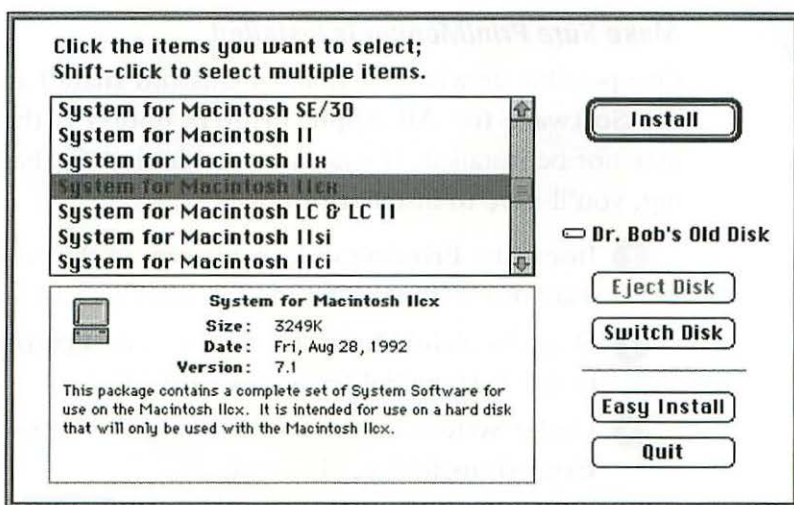 Click the items you want to select;
Shift-click to select multiple items.
System for Macintosh SE/30
System for Macintosh II
System for Macintosh IIx
System for Macintosh IIcx
System for Macintosh LC & LC II
System for Macintosh IIsi
System for Macintosh IIci
Install
Dr. Bob's Old Disk
Eject Disk
Switch Disk
Easy Install
Quit
System for Macintosh IIcx
Size: 3249K
Date: Fri, Aug 28, 1992
Version: 7.1
This package contains a complete set of System Software for
use on the Macintosh IIcx. It is intended for use on a hard disk
that will only be used with the Macintosh IIcx.